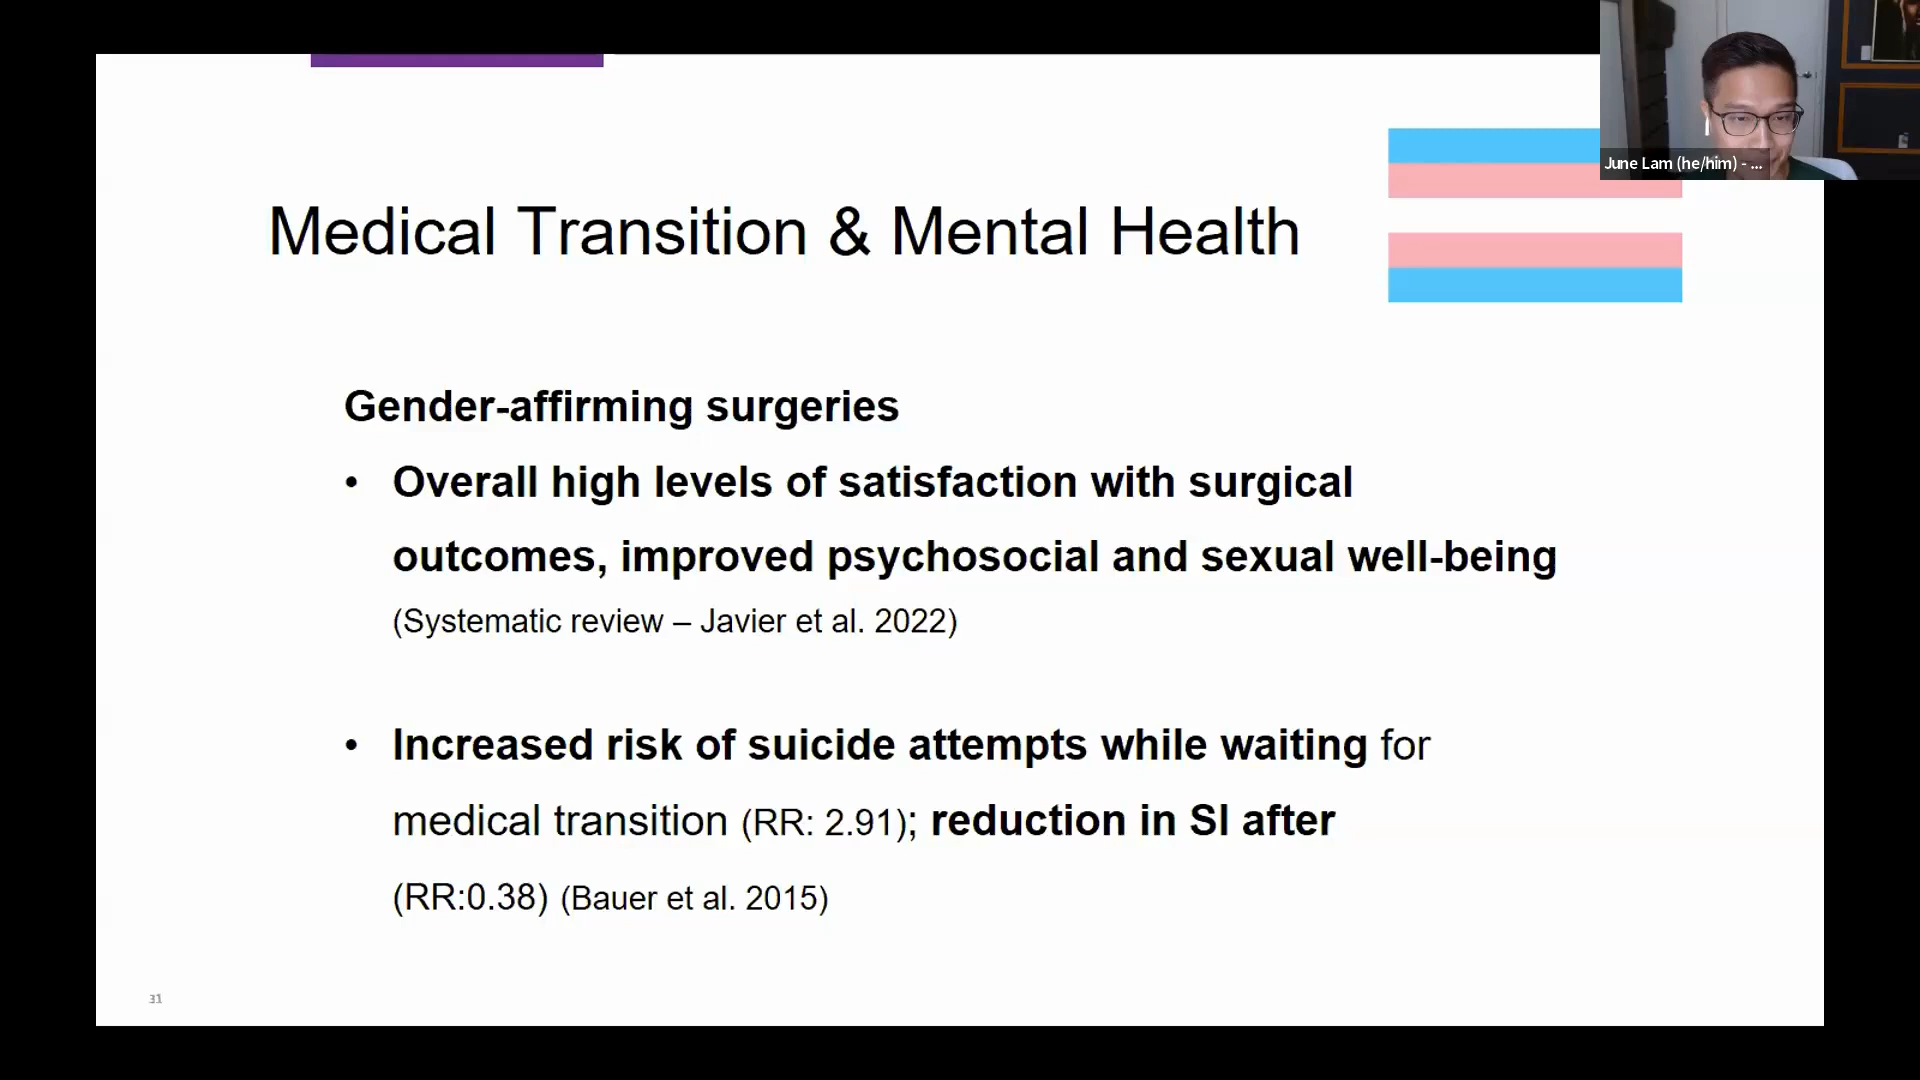 June Lam (he/him) - ...
Medical Transition & Mental Health
Gender-affirming surgeries
• Overall high levels of satisfaction with surgical
outcomes, improved psychosocial and sexual well-being
(Systematic review – Javier et al. 2022)
• Increased risk of suicide attempts while waiting for
medical transition (RR: 2.91); reduction in SI after
(RR:0.38) (Bauer et al. 2015)
31